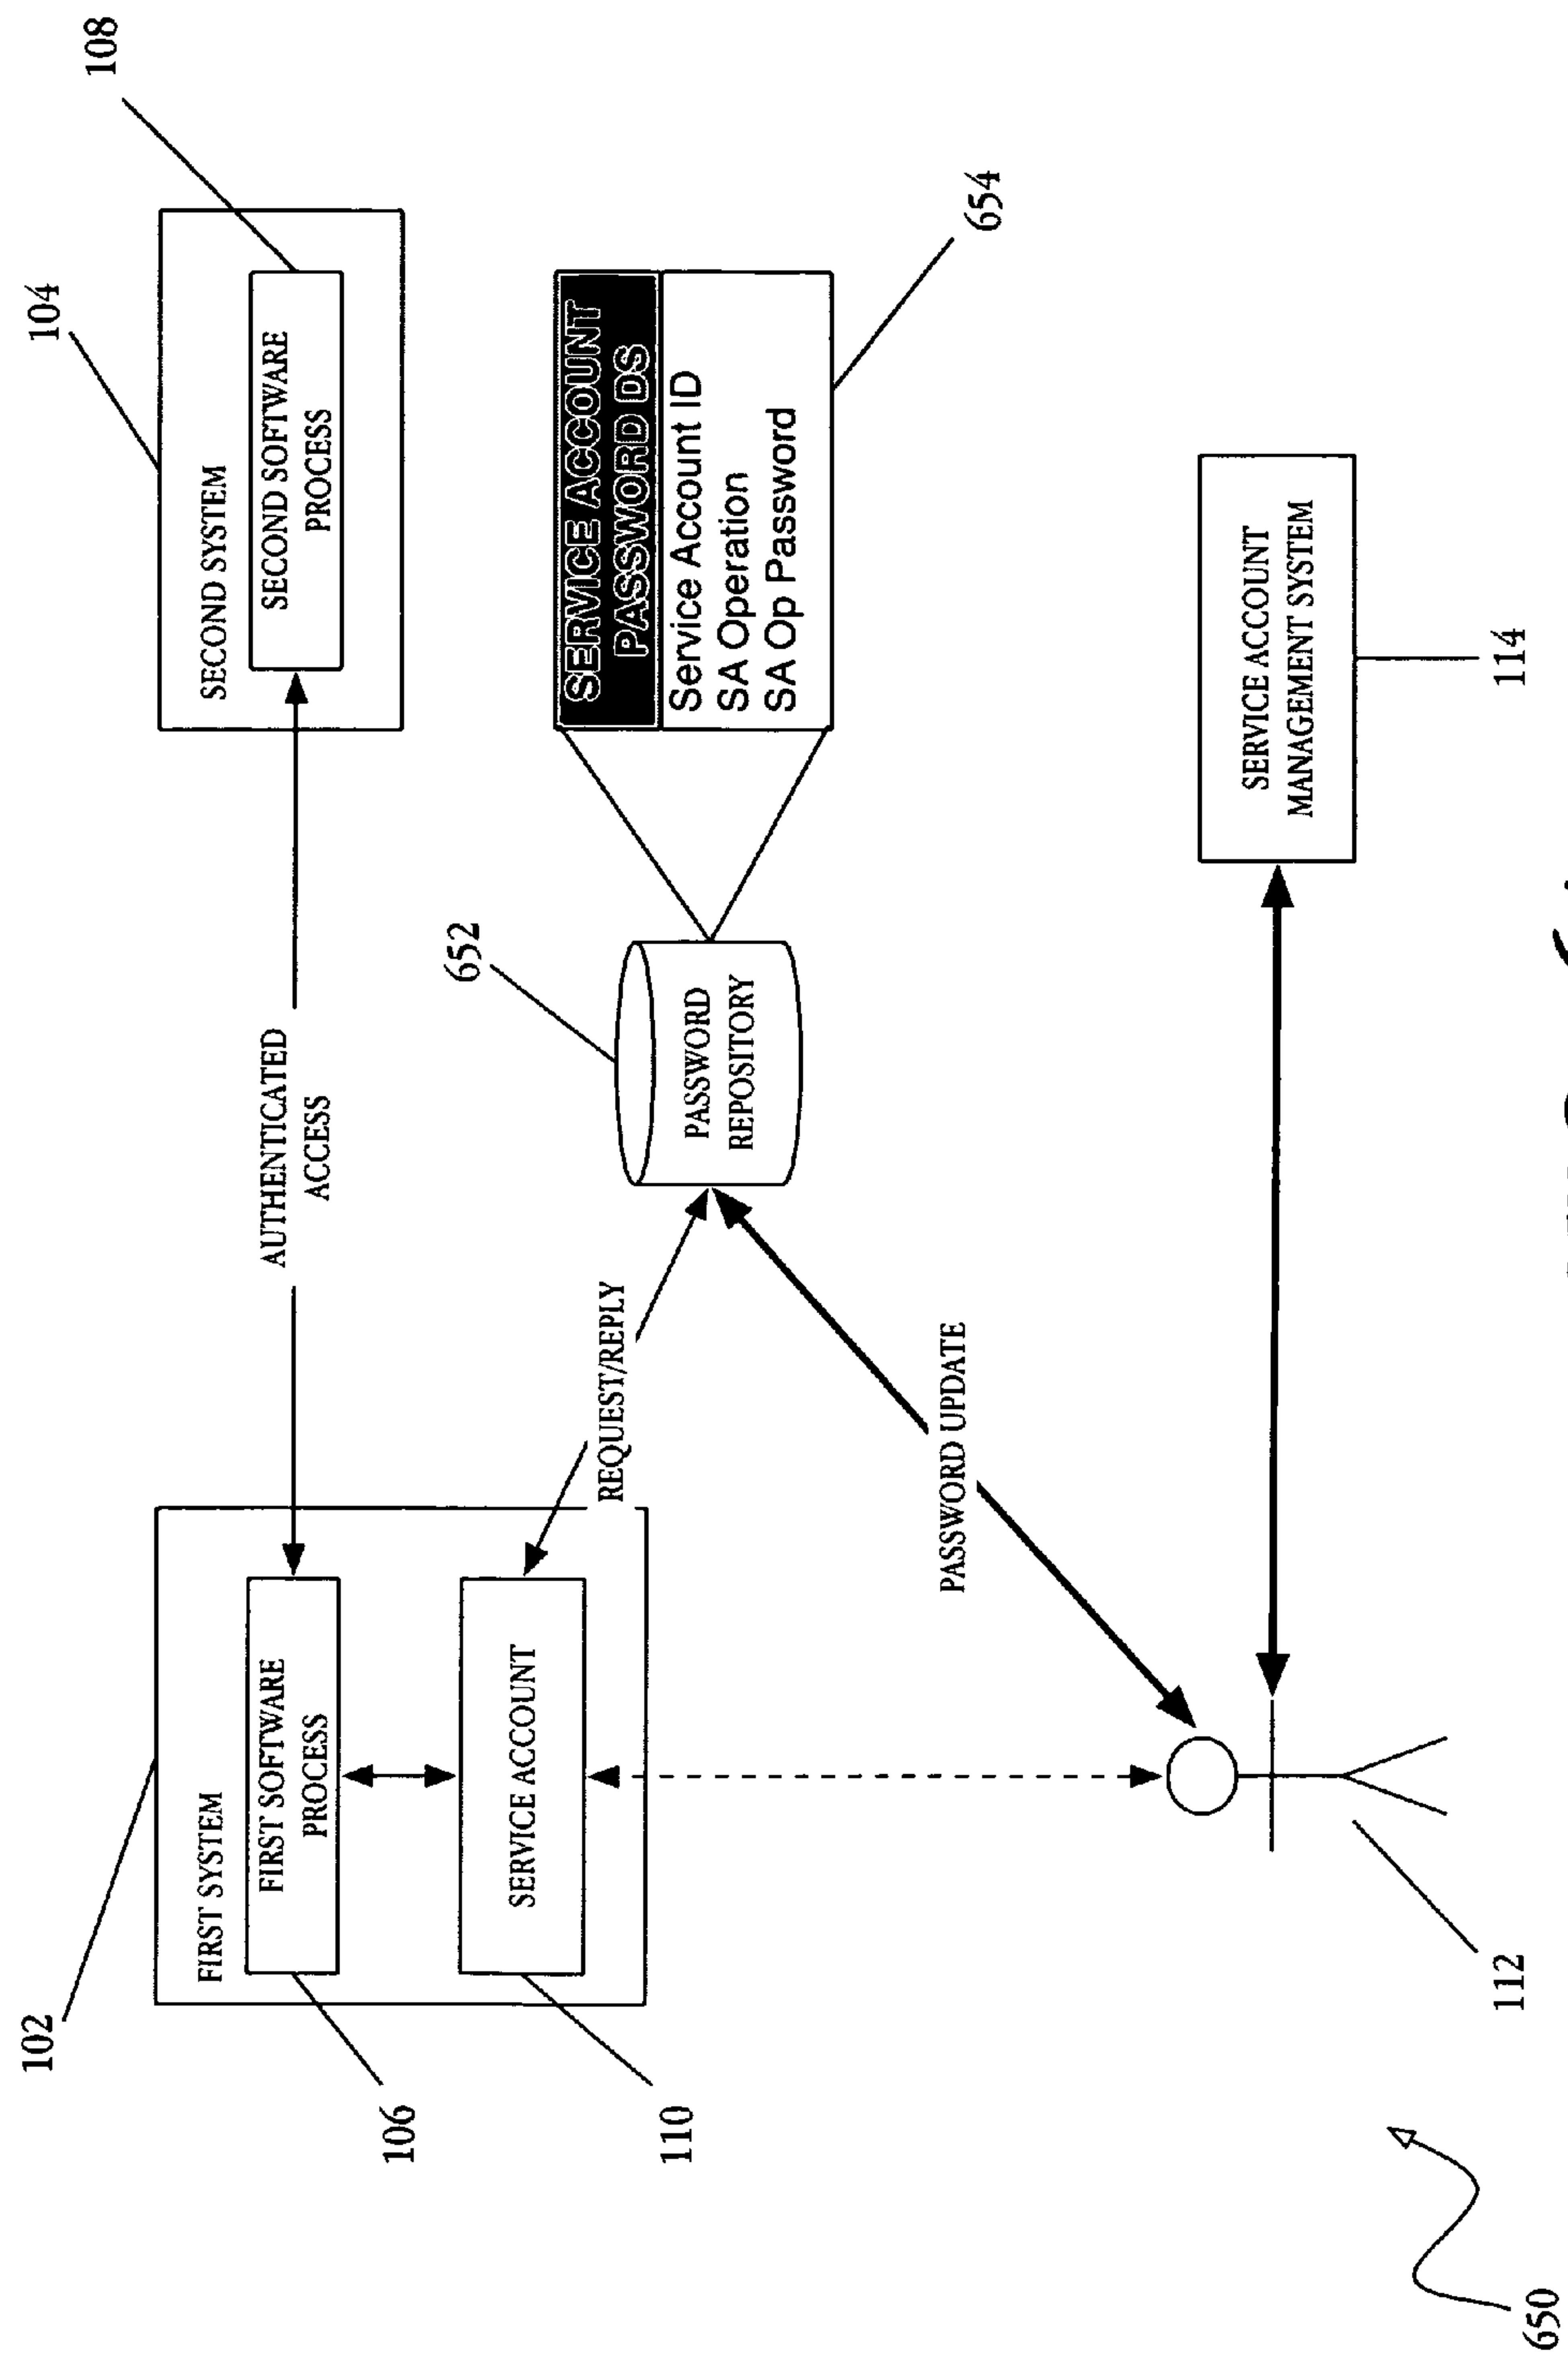 102
104
108
FIRST SYSTEM
FIRST SOFTWARE
PROCESS
106
SERVICE ACCOUNT
110
AUTHENTICATED
ACCESS
SECOND SYSTEM
SECOND SOFTWARE
PROCESS
REQUEST/REPLY
652
PASSWORD
REPOSITORY
SERVICE ACCOUNT
PASSWORD DS
Service Account ID
SA Operation
SA Op Password
654
PASSWORD UPDATE
SERVICE ACCOUNT
MANAGEMENT SYSTEM
114
112
650